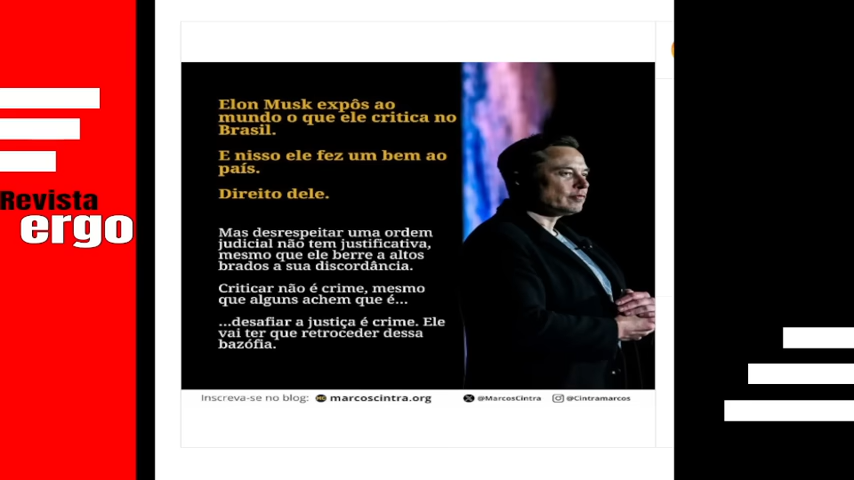 Revista
ergo
Elon Musk expôs ao
mundo o que ele critica no
Brasil.
E nisso ele fez um bem ao
país.
Direito dele.
Mas desrespeitar uma ordem
judicial não tem justificativa,
mesmo que ele berre a altos
brados a sua discordância.
Criticar não é crime, mesmo
que alguns achem que é...
...desafiar a justiça é crime. Ele
vai ter que retroceder dessa
bazófia.
Inscreva-se no blog: marcoscintra.org @MarcosCintra @Cintramarcos